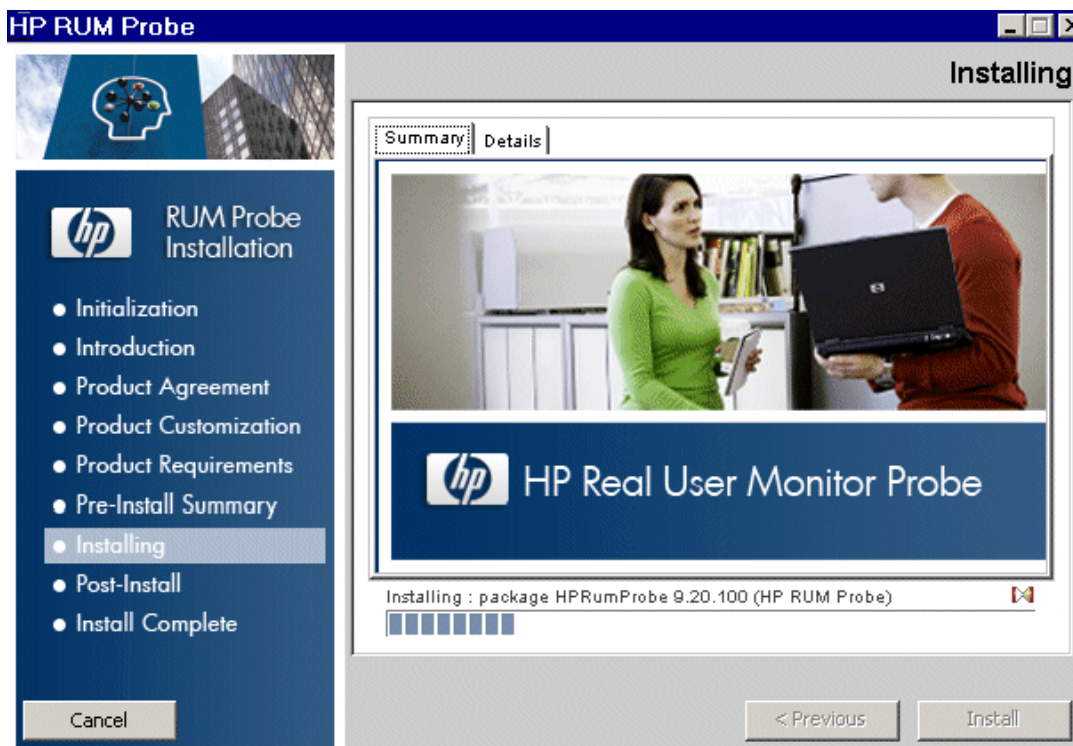 HP RUM Probe
Installing
Summary
Details
hp
RUM Probe
Installation
Initialization
Introduction
Product Agreement
Product Customization
Product Requirements
Pre-Install Summary
Installing
Post-Install
Install Complete
hp
HP Real User Monitor Probe
Installing : package HPRumProbe 9.20.100 (HP RUM Probe)
Cancel
< Previous
Install